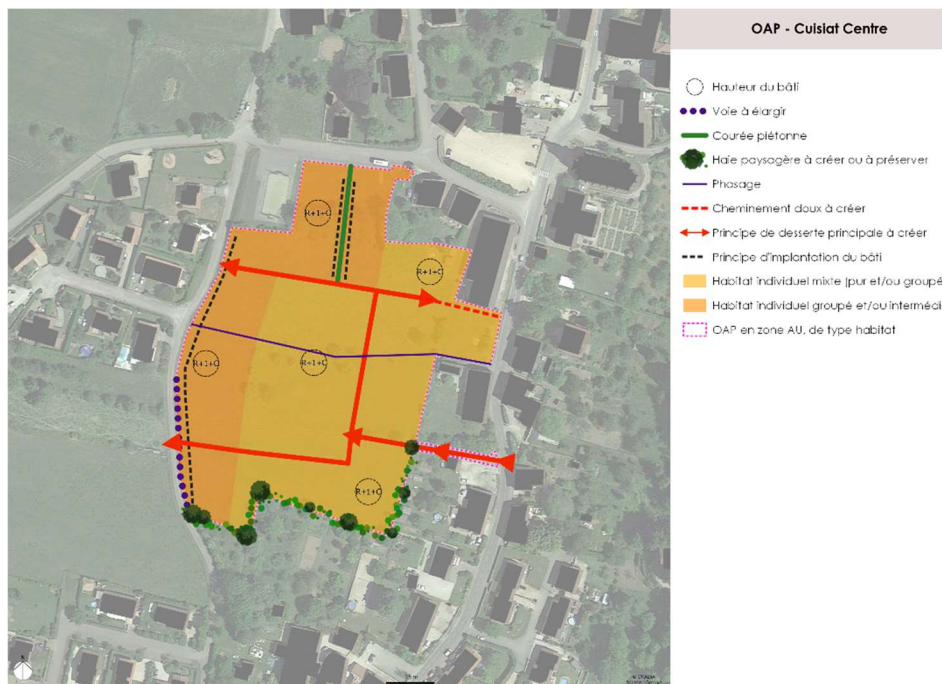 OAP - Cuisiat Centre
Hauteur du bâti
Voie à élargir
Courée piétonne
Haie paysagère à créer ou à préserver
Phasage
Cheminement doux à créer
Principe de desserte principale à créer
Principe d'implantation du bâti
Habitat individuel mixte (pur et/ou groupé
Habitat individuel groupé et/ou intermédi
OAP en zone AU, de type habitat
R+1+C
R+1+C
R+1+C
R+1+C
R+1+C
N